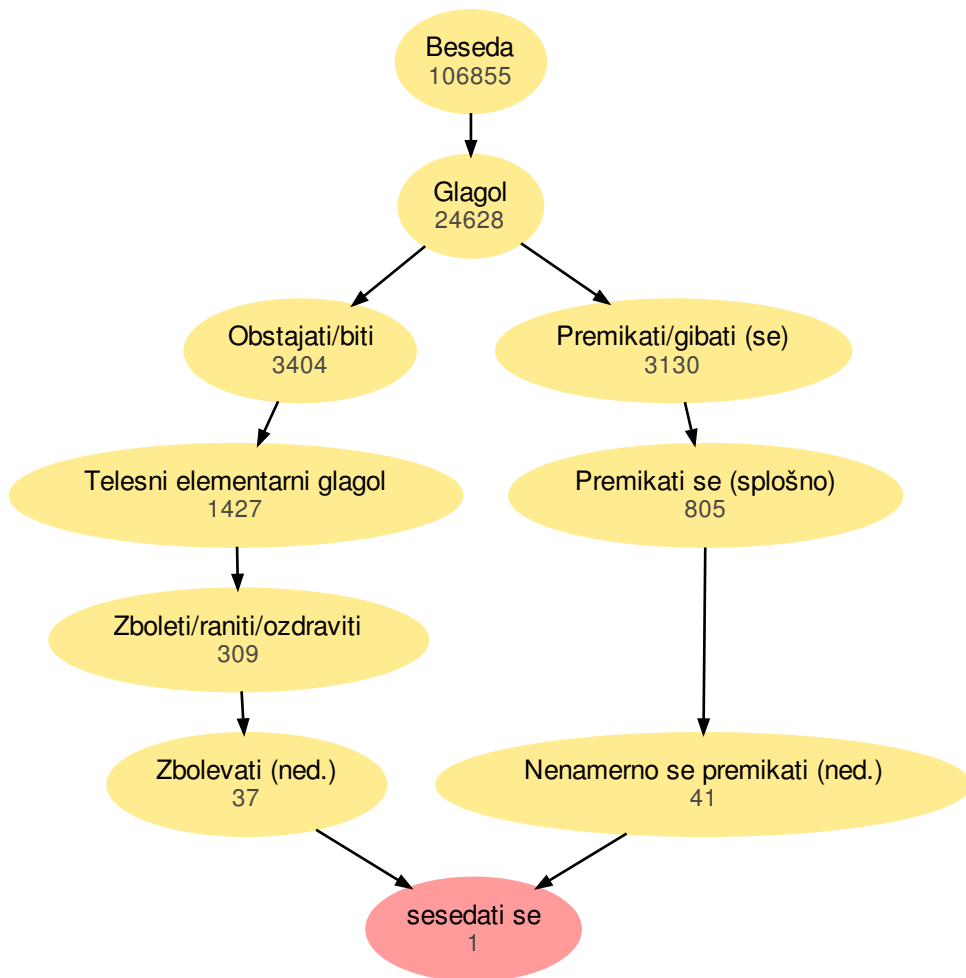 Beseda
106855
Glagol
24628
Obstajati/biti
3404
Premikati/gibati (se)
3130
Telesni elementarni glagol
1427
Premikati se (splošno)
805
Zboleti/raniti/ozdraviti
309
Zbolevati (ned.)
37
Nenamerno se premikati (ned.)
41
sesedati se
1